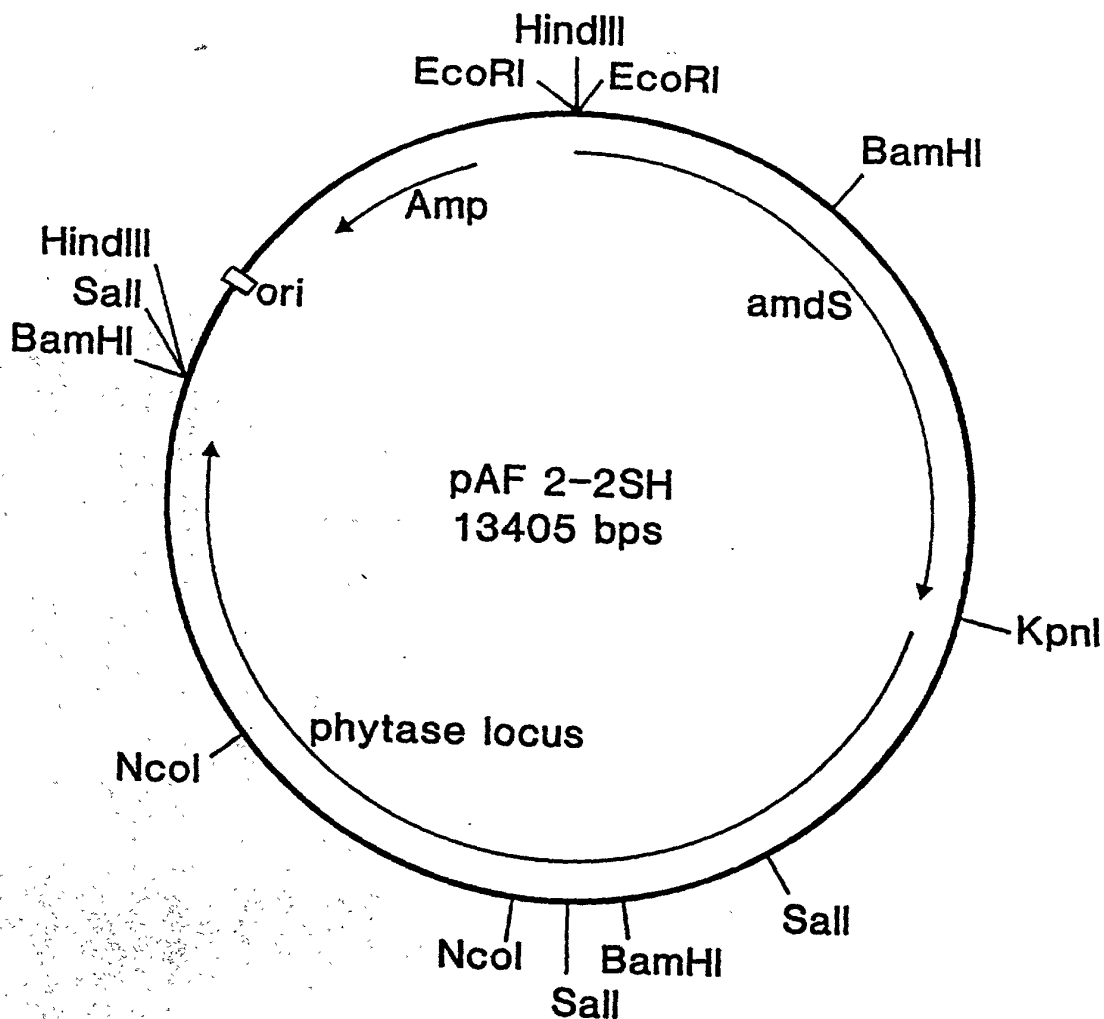 HindIII
EcoRI
EcoRI
BamHI
Amp
HindIII
SalI
BamHI
ori
amdS
pAF 2-2SH
13405 bps
KpnI
phytase locus
NcoI
SalI
NcoI
BamHI
SalI